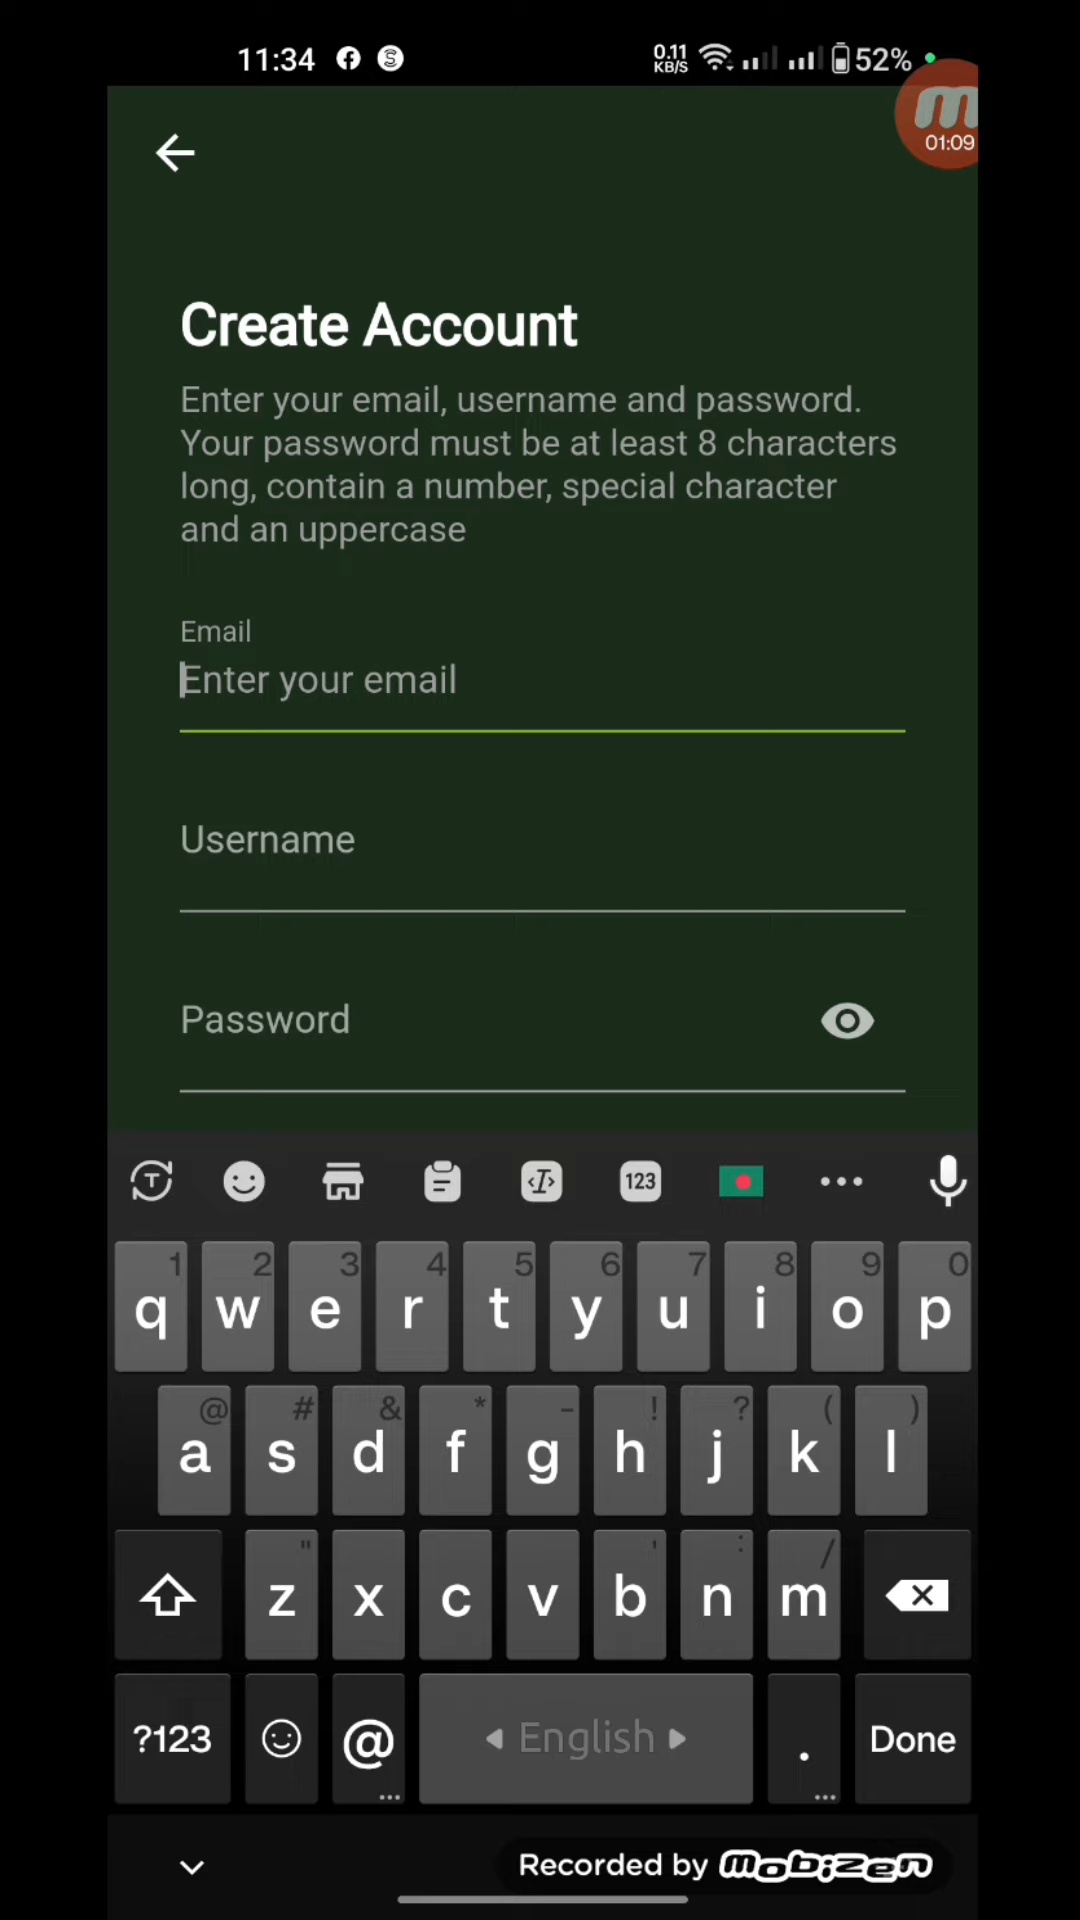 11:34
0.11
KB/S
52%
m
01:09
Create Account
Enter your email, username and password.
Your password must be at least 8 characters
long, contain a number, special character
and an uppercase
Email
Enter your email
Username
Password
T
I
123
1 2 3 4 5 6 7 8 9 0
q w e r t y u i o p
@ # & * - ! ? ( )
a s d f g h j k l
" ' : /
z x c v b n m
?123 @ ... English . ... Done
Recorded by mobizen